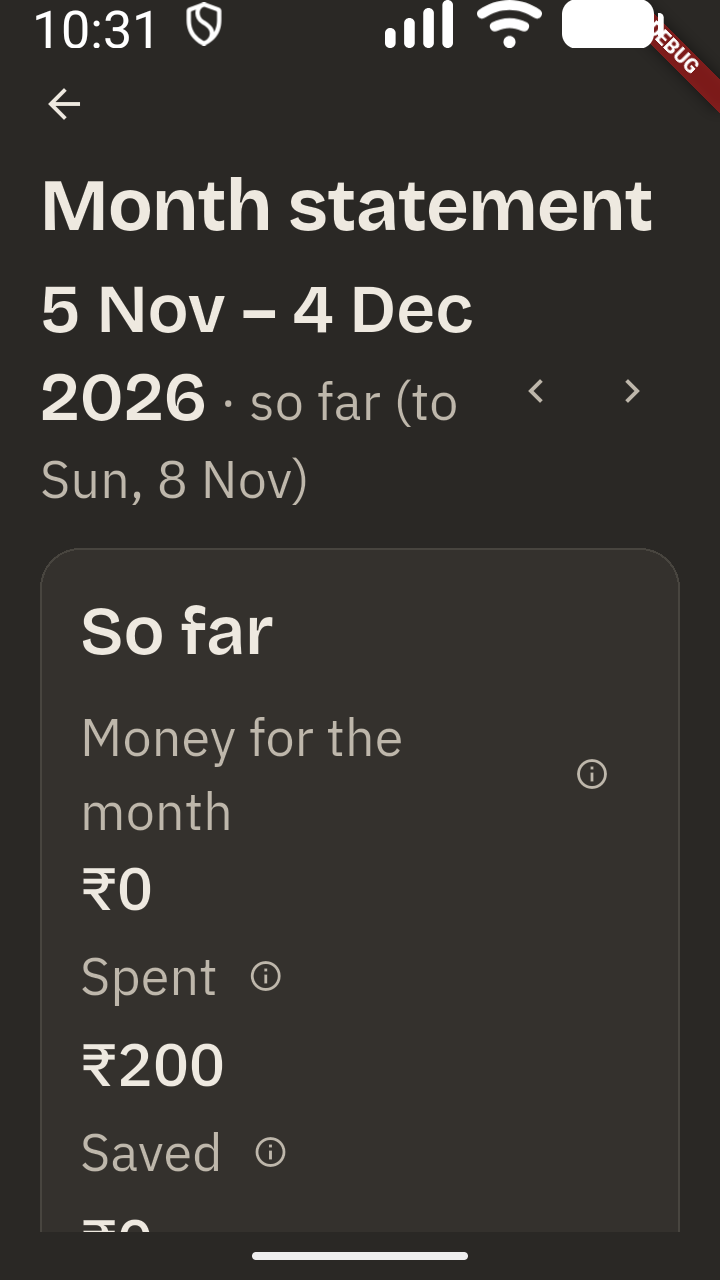 10:31
DEBUG
Month statement
5 Nov – 4 Dec
2026 · so far (to
Sun, 8 Nov)
So far
Money for the
month
₹0
Spent
₹200
Saved
₹0